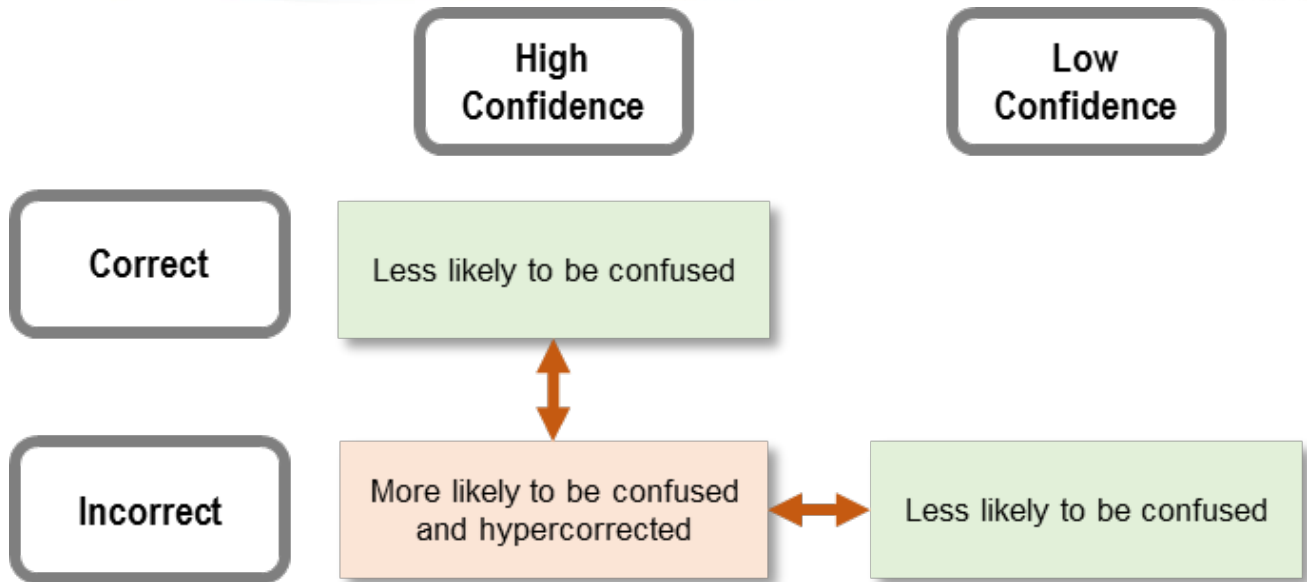 High
Confidence
Low
Confidence
Correct
Less likely to be confused
Incorrect
More likely to be confused
and hypercorrected
Less likely to be confused